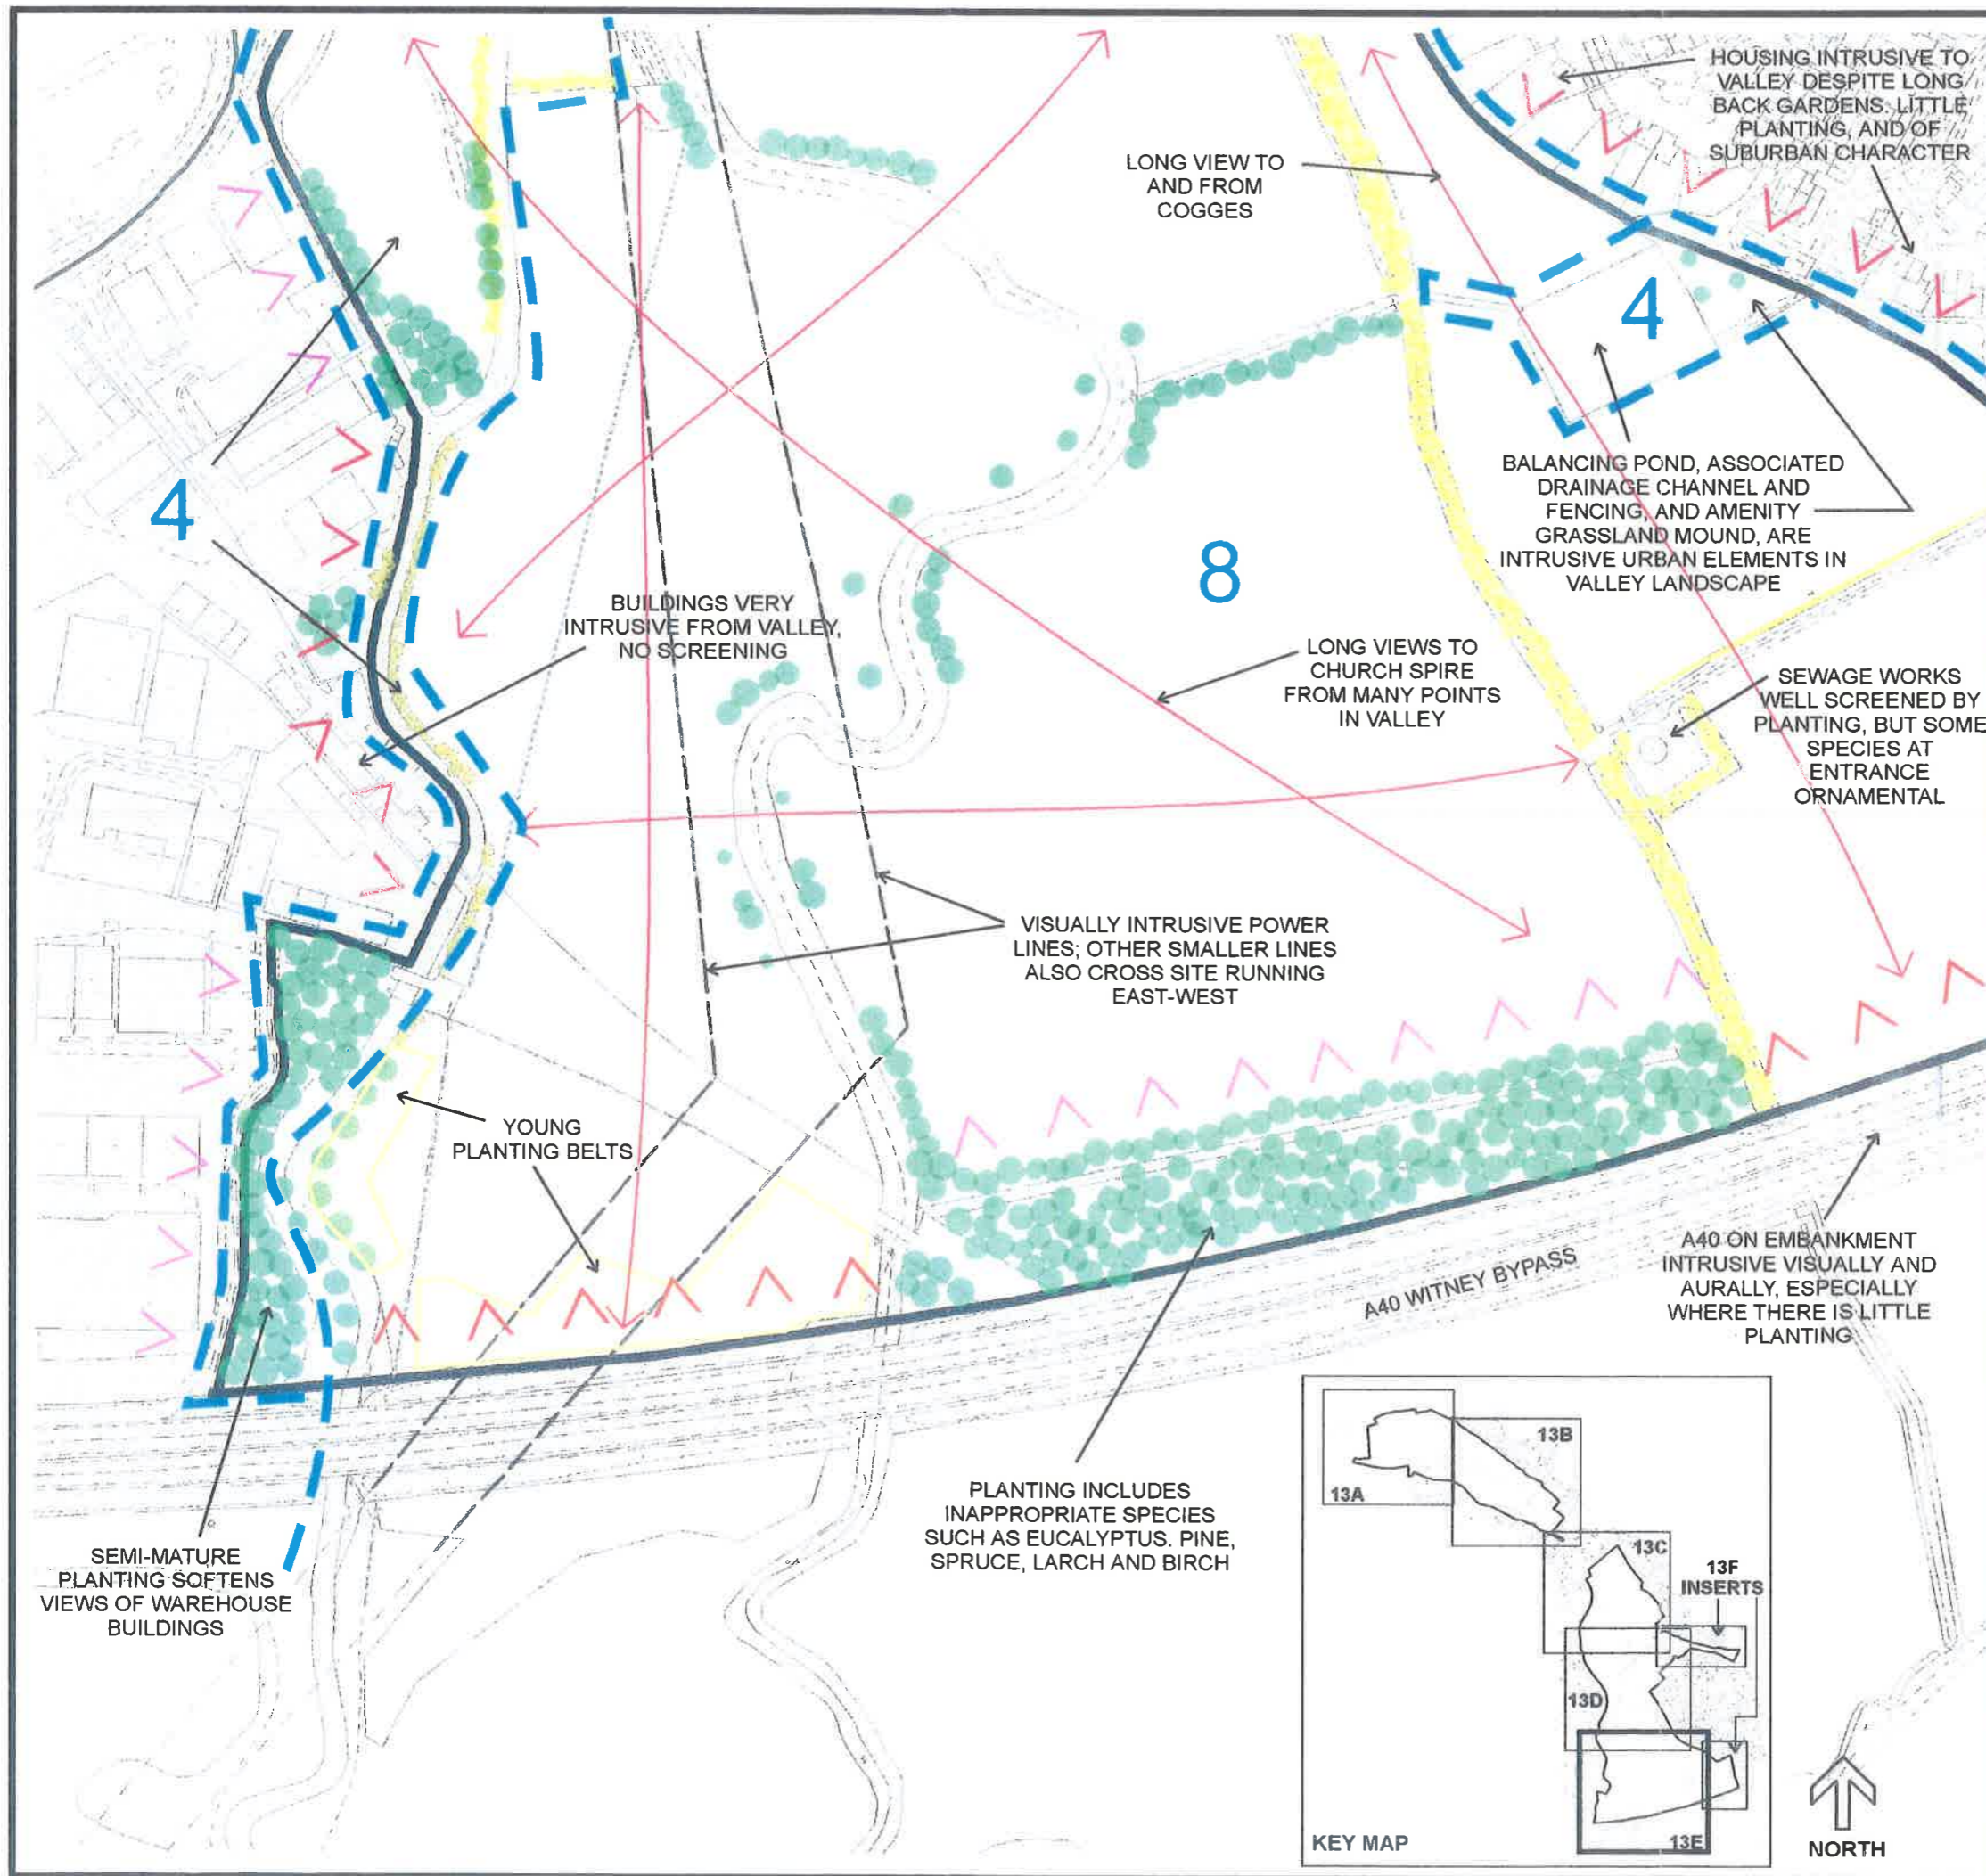 HOUSING INTRUSIVE TO
VALLEY DESPITE LONG
BACK GARDENS. LITTLE
PLANTING, AND OF
SUBURBAN CHARACTER
LONG VIEW TO
AND FROM
COGGES
4
4
BALANCING POND, ASSOCIATED
DRAINAGE CHANNEL AND
FENCING, AND AMENITY
GRASSLAND MOUND, ARE
INTRUSIVE URBAN ELEMENTS IN
VALLEY LANDSCAPE
8
BUILDINGS VERY
INTRUSIVE FROM VALLEY,
NO SCREENING
LONG VIEWS TO
CHURCH SPIRE
FROM MANY POINTS
IN VALLEY
SEWAGE WORKS
WELL SCREENED BY
PLANTING, BUT SOME
SPECIES AT
ENTRANCE
ORNAMENTAL
VISUALLY INTRUSIVE POWER
LINES; OTHER SMALLER LINES
ALSO CROSS SITE RUNNING
EAST-WEST
YOUNG
PLANTING BELTS
A40 WITNEY BYPASS
A40 ON EMBANKMENT
INTRUSIVE VISUALLY AND
AURALLY, ESPECIALLY
WHERE THERE IS LITTLE
PLANTING
PLANTING INCLUDES
INAPPROPRIATE SPECIES
SUCH AS EUCALYPTUS. PINE,
SPRUCE, LARCH AND BIRCH
SEMI-MATURE
PLANTING SOFTENS
VIEWS OF WAREHOUSE
BUILDINGS
13A
13B
13C
13F
INSERTS
13D
13E
KEY MAP
NORTH